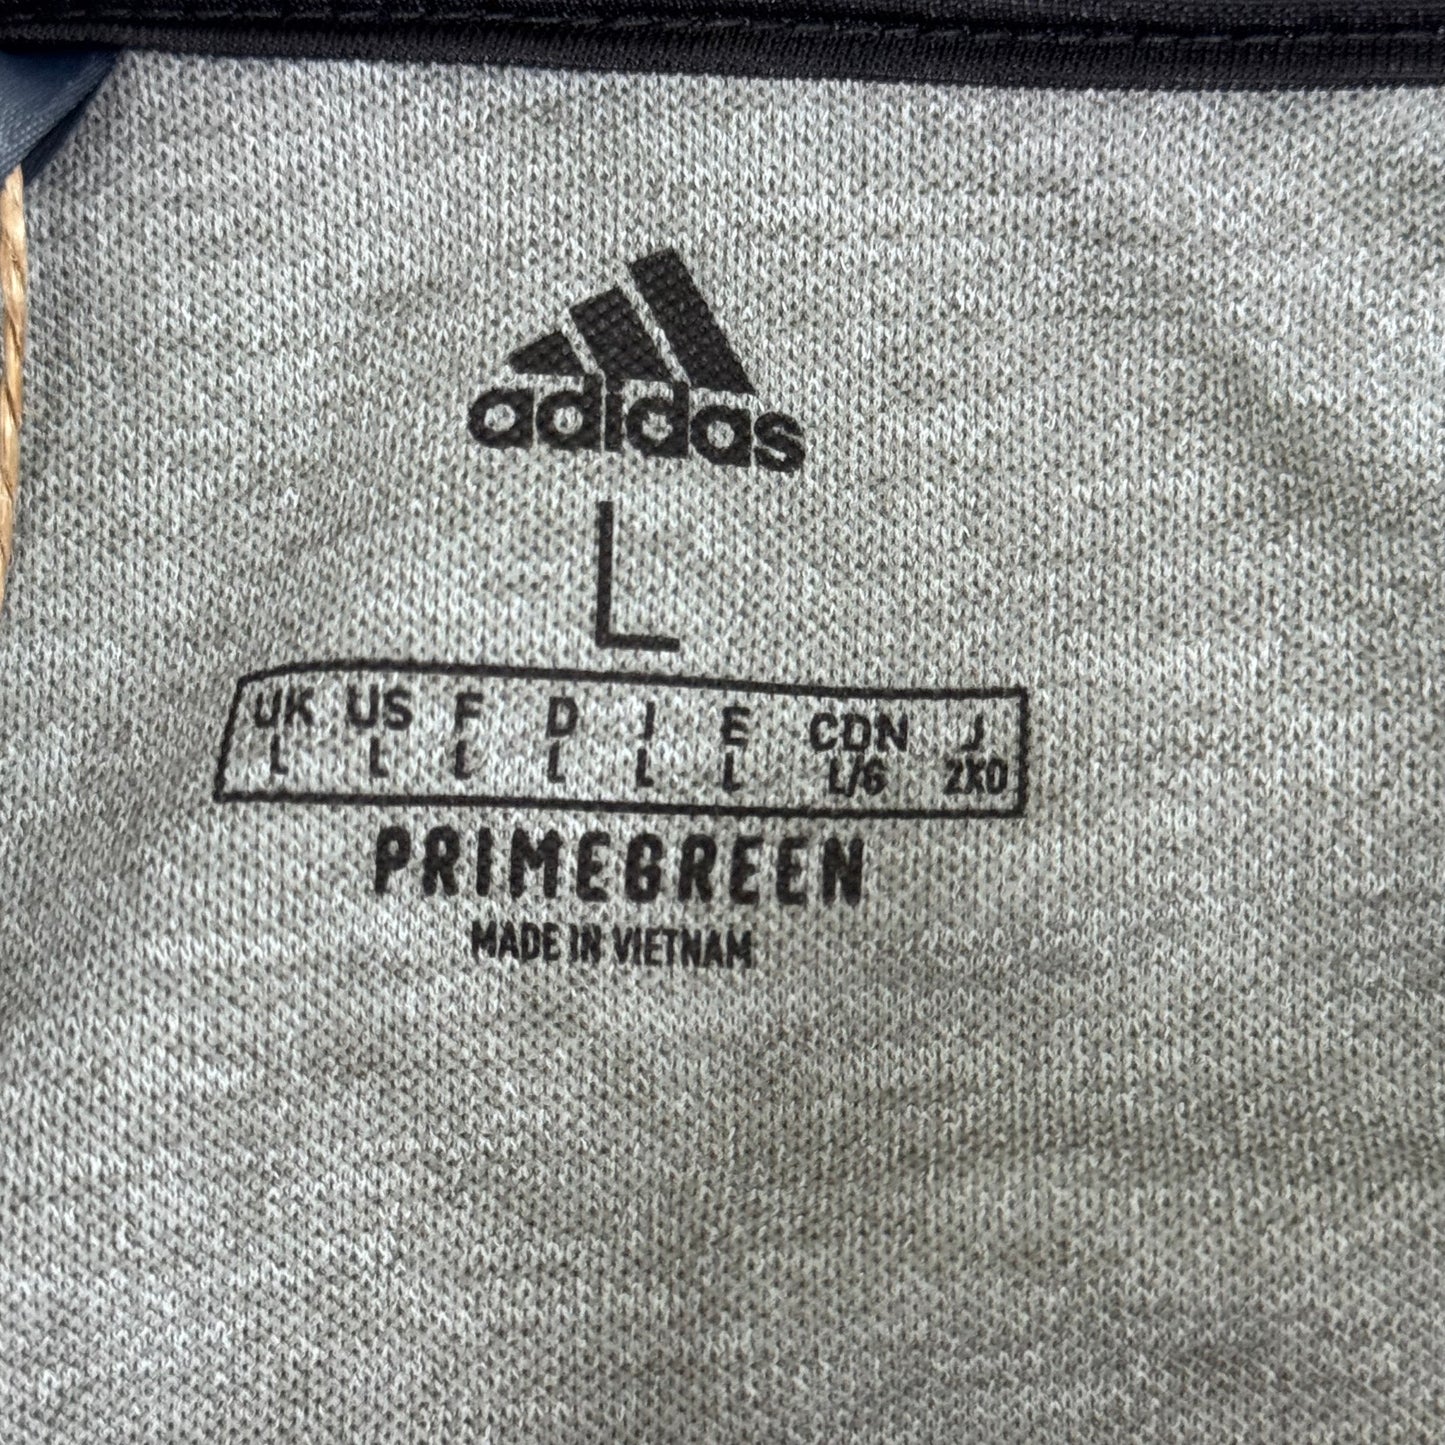 adidas
L
UK US F D I E CDN J
L L L L L L L/G 2XO
PRIMEGREEN
MADE IN VIETNAM